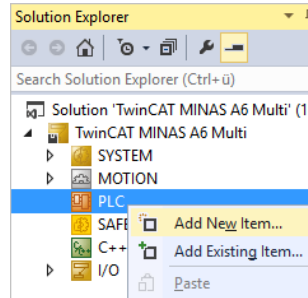 Solution Explorer
Search Solution Explorer (Ctrl+ü)
Solution 'TwinCAT MINAS A6 Multi' (1
TwinCAT MINAS A6 Multi
SYSTEM
MOTION
PLC
SAFE
Add New Item...
C++
Add Existing Item...
I/O
Paste